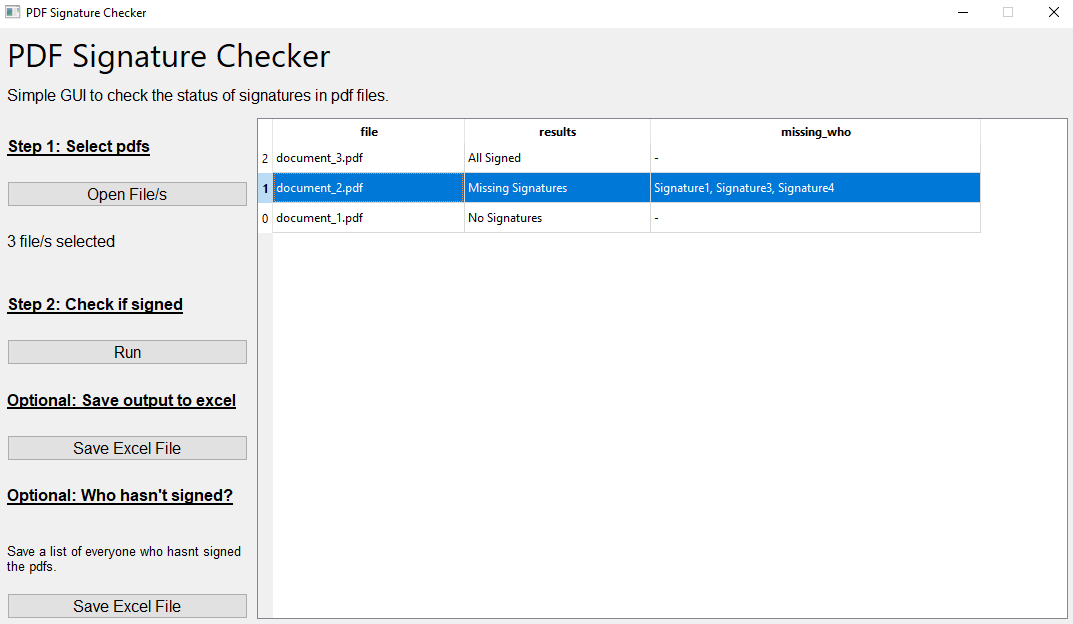 PDF Signature Checker
PDF Signature Checker
Simple GUI to check the status of signatures in pdf files.
Step 1: Select pdfs
Open File/s
3 file/s selected
Step 2: Check if signed
Run
Optional: Save output to excel
Save Excel File
Optional: Who hasn't signed?
Save a list of everyone who hasnt signed
the pdfs.
Save Excel File
file results missing_who
2 document_3.pdf All Signed -
1 document_2.pdf Missing Signatures Signature1, Signature3, Signature4
0 document_1.pdf No Signatures -